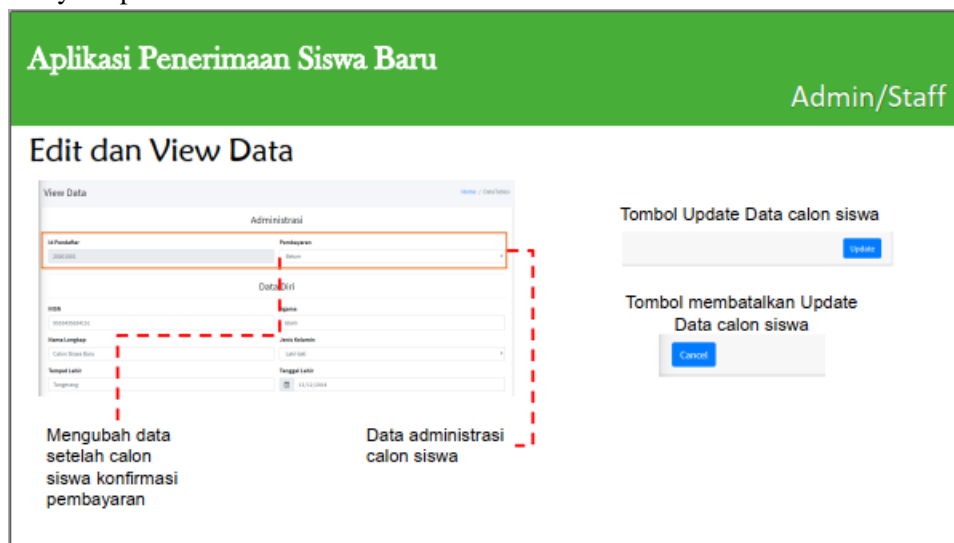 Aplikasi Penerimaan Siswa Baru
Admin/Staff
Edit dan View Data
View Data
Home / DataTables
Administrasi
Id Pendaftar
Pembayaran
Belum
Data Diri
NISN
Agama
Islam
Nama Lengkap
Jenis Kelamin
Calon Siswa Baru
Laki-laki
Tempat Lahir
Tanggal Lahir
Tangerang
Mengubah data
setelah calon
siswa konfirmasi
pembayaran
Data administrasi
calon siswa
Tombol Update Data calon siswa
Update
Tombol membatalkan Update
Data calon siswa
Cancel